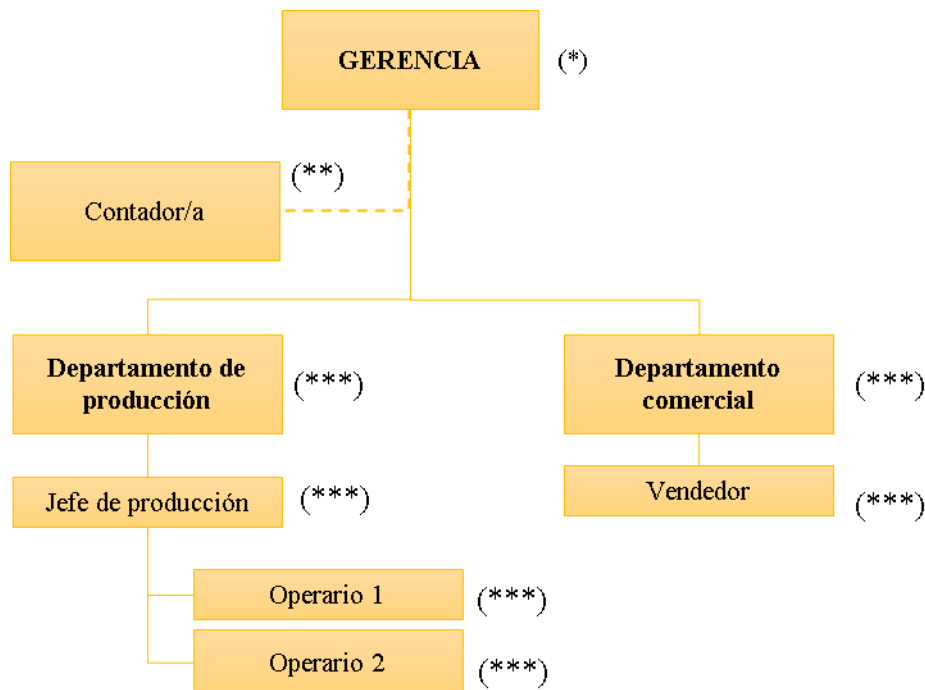 GERENCIA (*)
(**)
Contador/a
Departamento de
producción
(***)
Departamento
comercial
(***)
Jefe de producción (***)
Vendedor (***)
Operario 1 (***)
Operario 2 (***)